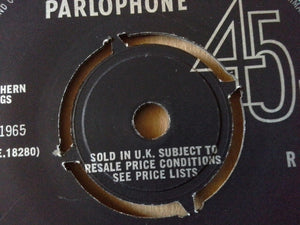 PARLOPHONE
45
HERN
GS
1965
E.18280)
R
SOLD IN U.K. SUBJECT TO
RESALE PRICE CONDITIONS,
SEE PRICE LISTS